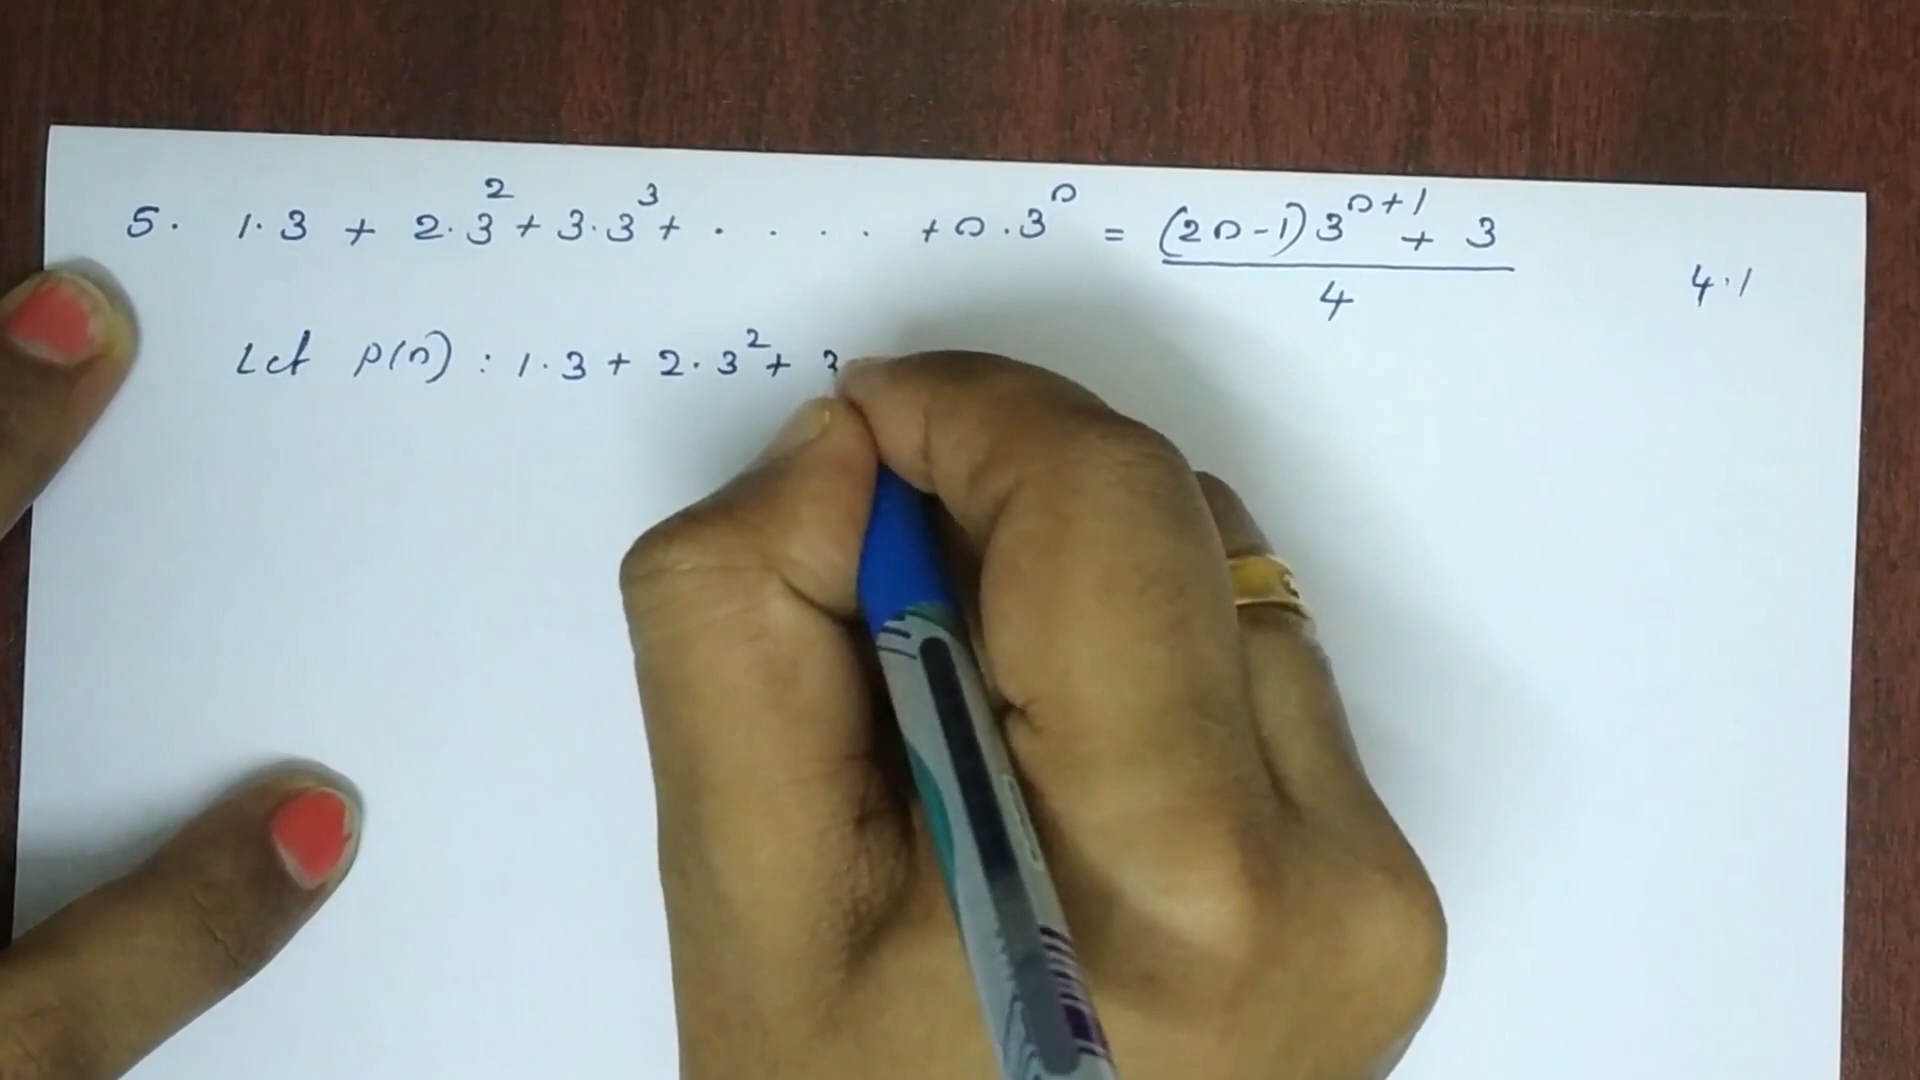 5. 1·3 + 2·3² + 3·3³ + · · · · · + n·3ⁿ = (2n-1)3ⁿ⁺¹ + 3
4
4.1
Let P(n) : 1·3 + 2·3² + 3